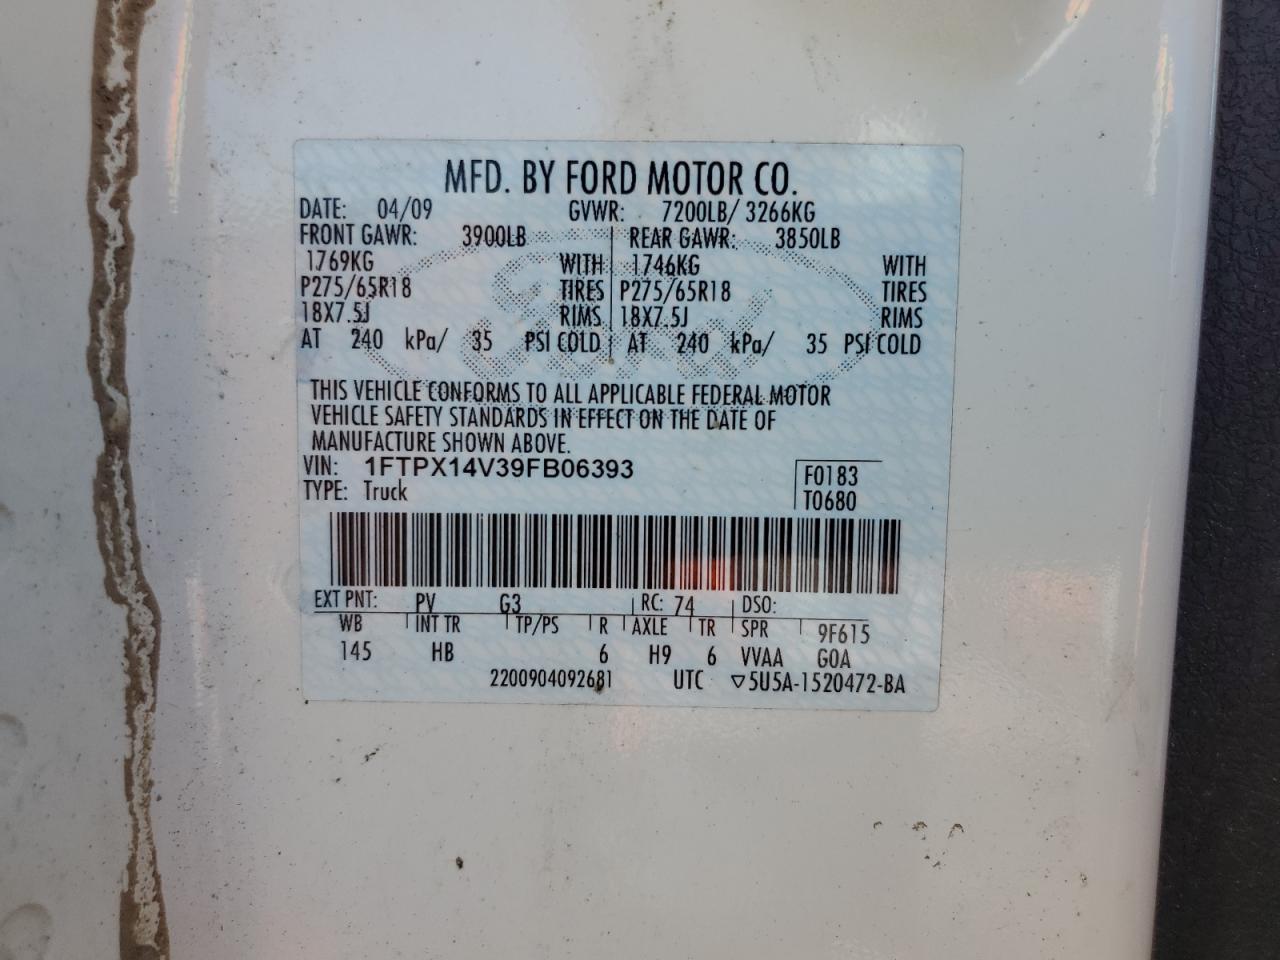 MFD. BY FORD MOTOR CO.
DATE: 04/09 GVWR: 7200LB/ 3266KG
FRONT GAWR: 3900LB REAR GAWR: 3850LB
1769KG WITH 1746KG WITH
P275/65R18 TIRES P275/65R18 TIRES
18X7.5J RIMS 18X7.5J RIMS
AT 240 kPa/ 35 PSI COLD AT 240 kPa/ 35 PSI COLD
THIS VEHICLE CONFORMS TO ALL APPLICABLE FEDERAL MOTOR
VEHICLE SAFETY STANDARDS IN EFFECT ON THE DATE OF
MANUFACTURE SHOWN ABOVE.
VIN: 1FTPX14V39FB06393 F0183
TYPE: Truck T0680
EXT PNT: PV G3 RC: 74 DSO:
WB INT TR TP/PS R AXLE TR SPR 9F615
145 HB 6 H9 6 VVAA GOA
2200904092681 UTC ▽5U5A-1520472-BA